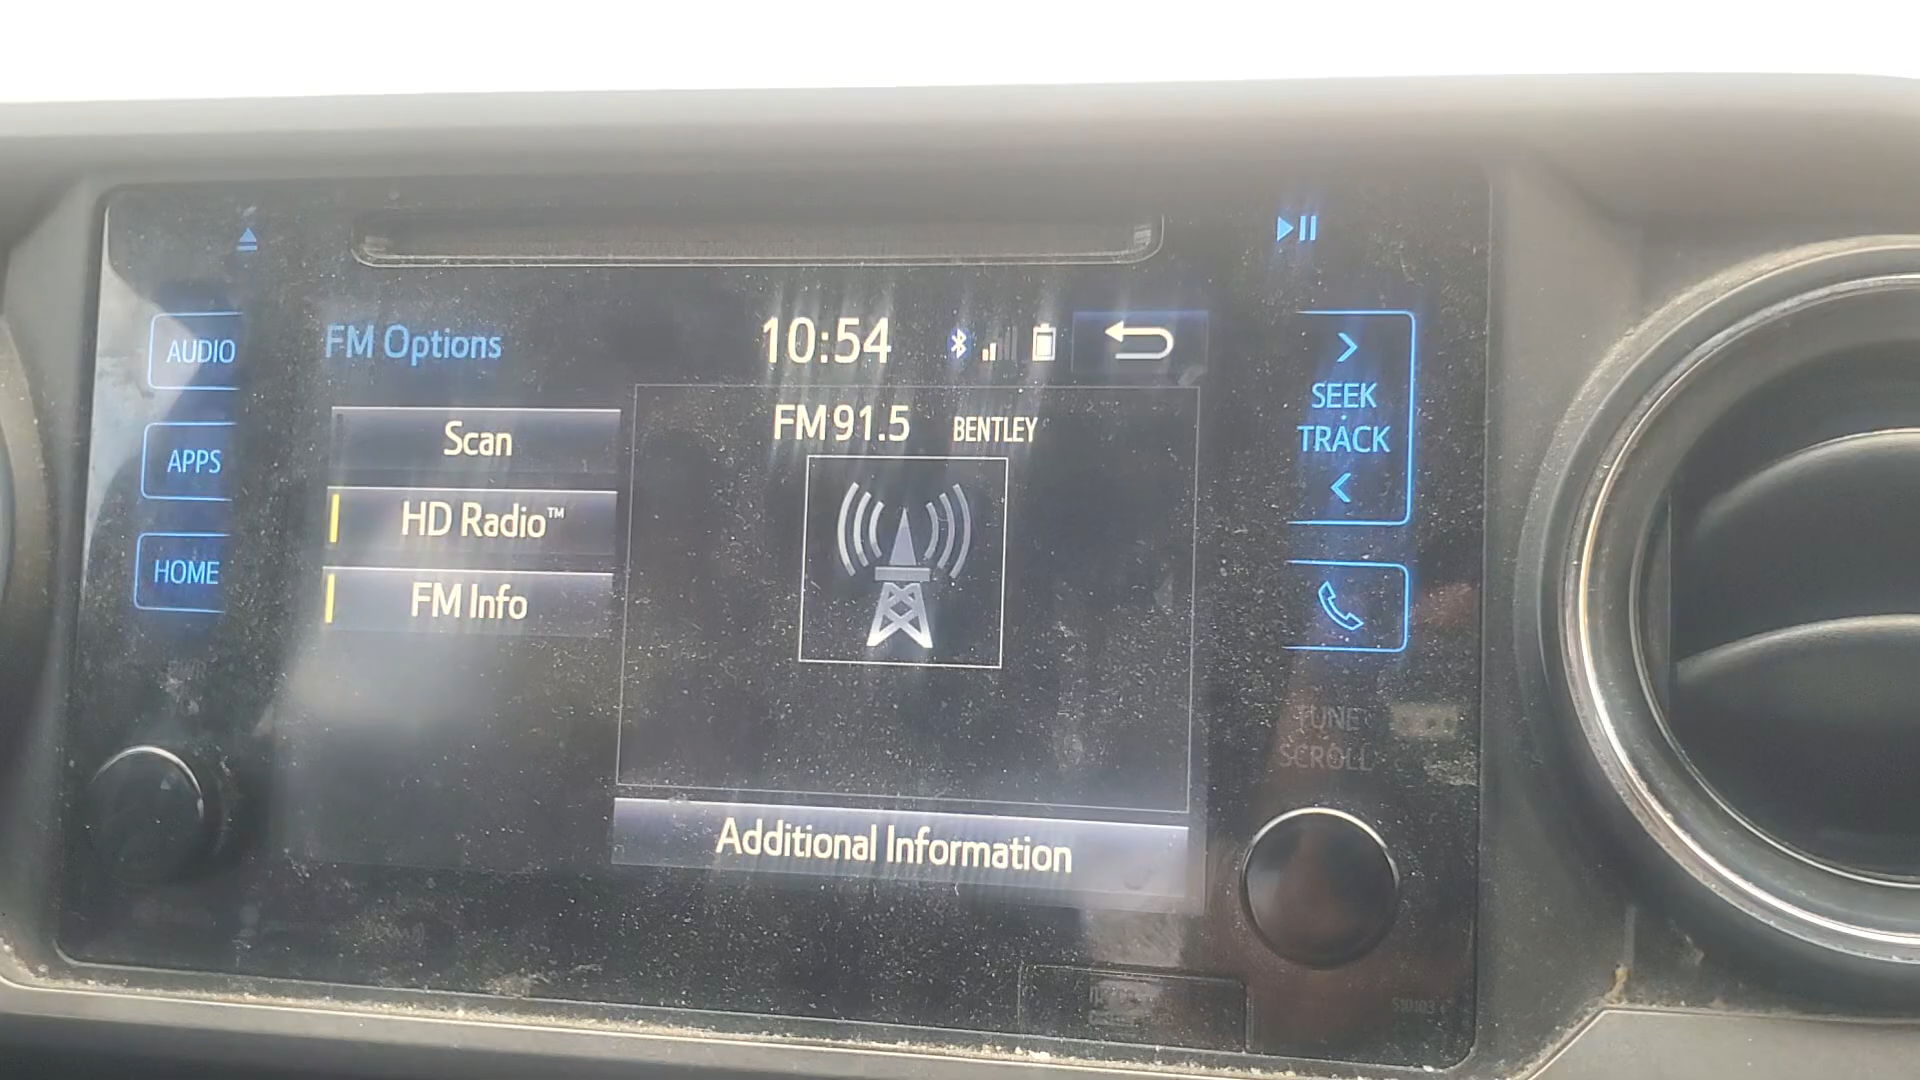 AUDIO
APPS
HOME
FM Options
10:54
Scan
HD Radio™
FM Info
FM 91.5 BENTLEY
Additional Information
SEEK
TRACK
TUNE
SCROLL